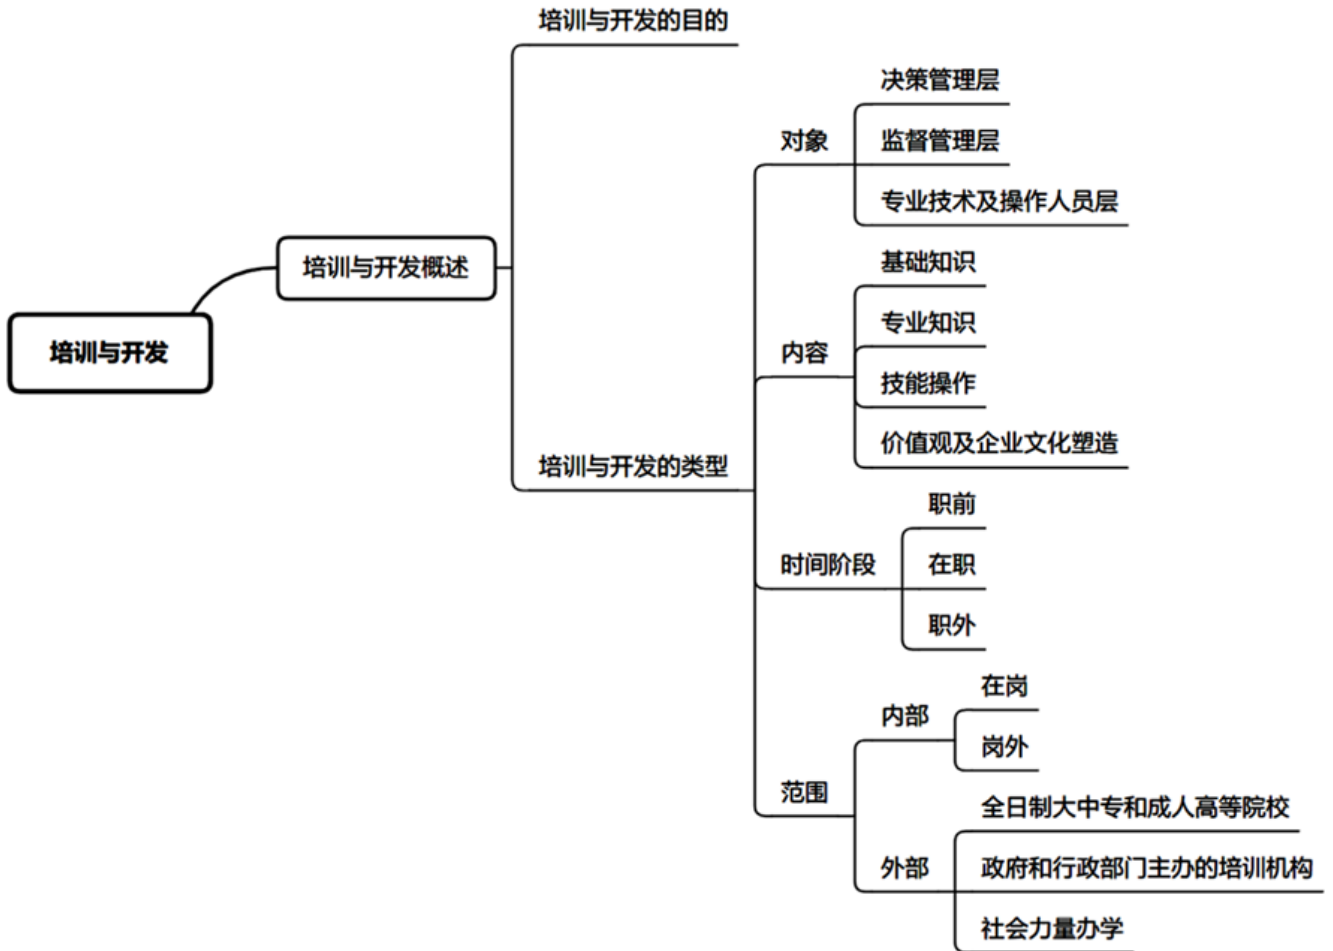 培训与开发的目的
决策管理层
对象
监督管理层
专业技术及操作人员层
基础知识
培训与开发概述
专业知识
培训与开发
内容
技能操作
价值观及企业文化塑造
培训与开发的类型
职前
时间阶段
在职
职外
在岗
内部
岗外
范围
全日制大中专和成人高等院校
外部
政府和行政部门主办的培训机构
社会力量办学